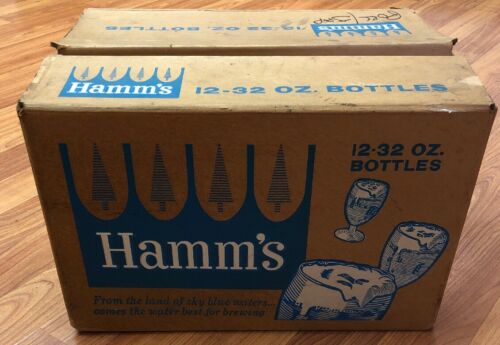 Hamm's
12-32 OZ. BOTTLES
Hamm's
12-32 OZ. BOTTLES
12-32 OZ.
BOTTLES
Hamm's
From the land of sky blue waters...
comes the water best for brewing